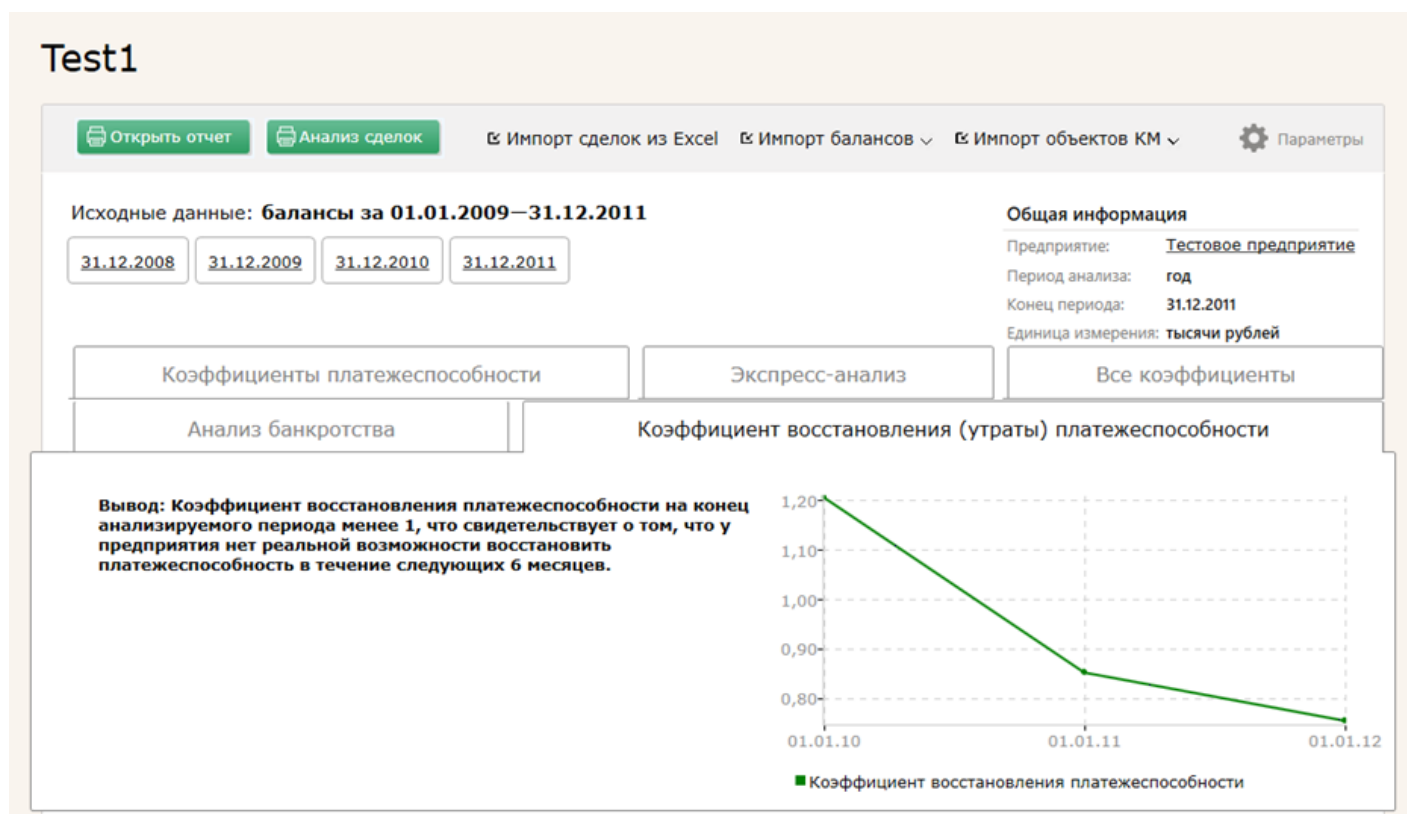 Test1
Открыть отчет
Анализ сделок
Импорт сделок из Excel
Импорт балансов
Импорт объектов КМ
Параметры
Исходные данные: балансы за 01.01.2009—31.12.2011
31.12.2008
31.12.2009
31.12.2010
31.12.2011
Общая информация
Предприятие: Тестовое предприятие
Период анализа: год
Конец периода: 31.12.2011
Единица измерения: тысячи рублей
Коэффициенты платежеспособности
Экспресс-анализ
Все коэффициенты
Анализ банкротства
Коэффициент восстановления (утраты) платежеспособности
Вывод: Коэффициент восстановления платежеспособности на конец
анализируемого периода менее 1, что свидетельствует о том, что у
предприятия нет реальной возможности восстановить
платежеспособность в течение следующих 6 месяцев.
1,20
1,10
1,00
0,90
0,80
01.01.10
01.01.11
01.01.12
Коэффициент восстановления платежеспособности